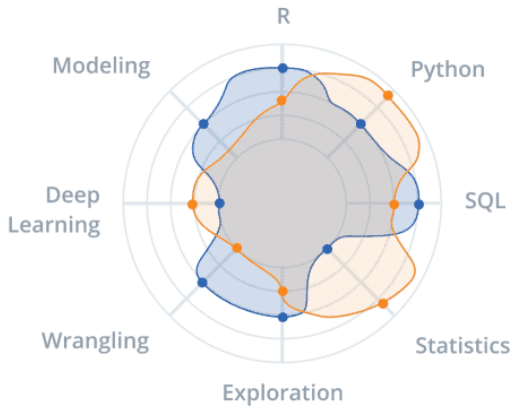 R
Modeling
Python
Deep
Learning
SQL
Wrangling
Statistics
Exploration